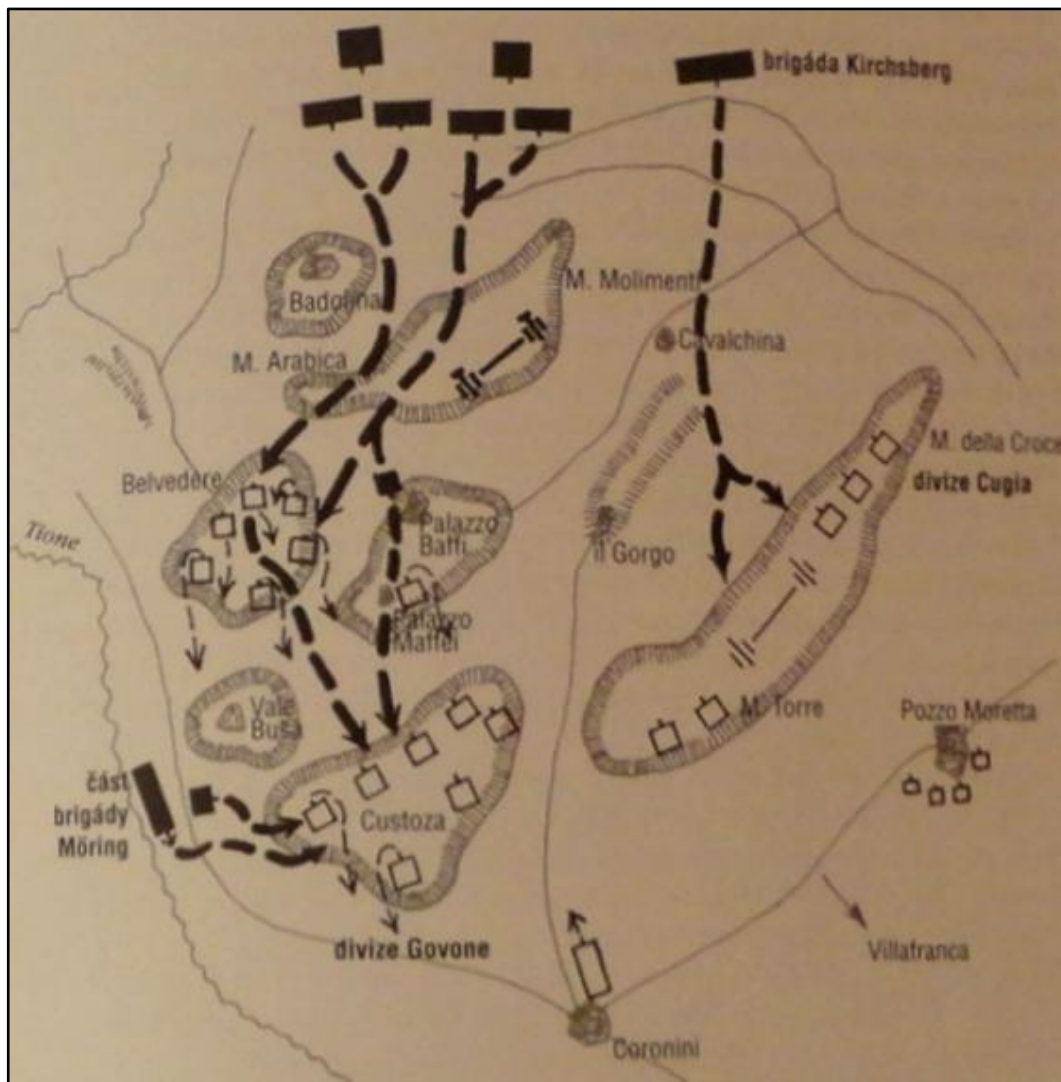 brigáda Kirchsberg
Badolina
M. Molimenti
M. Arabica
Cavalchina
Belvedere
M. della Croce
divize Cugia
Palazzo
Baffi
il Gorgo
Tione
Palazzo
Maffei
Vale
Busa
M. Torre
Pozzo Moretta
část
brigády
Möring
Custoza
divize Govone
Villafranca
Coronini